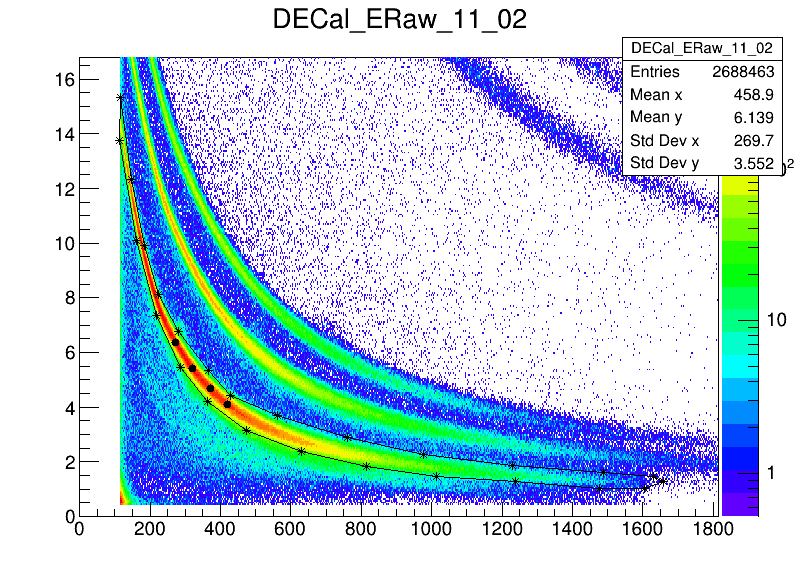 DECal_ERaw_11_02
DECal_ERaw_11_02
Entries 2688463
Mean x 458.9
Mean y 6.139
Std Dev x 269.7
Std Dev y 3.552
16
14
12
10
8
6
4
2
0
0 200 400 600 800 1000 1200 1400 1600 1800
10
1